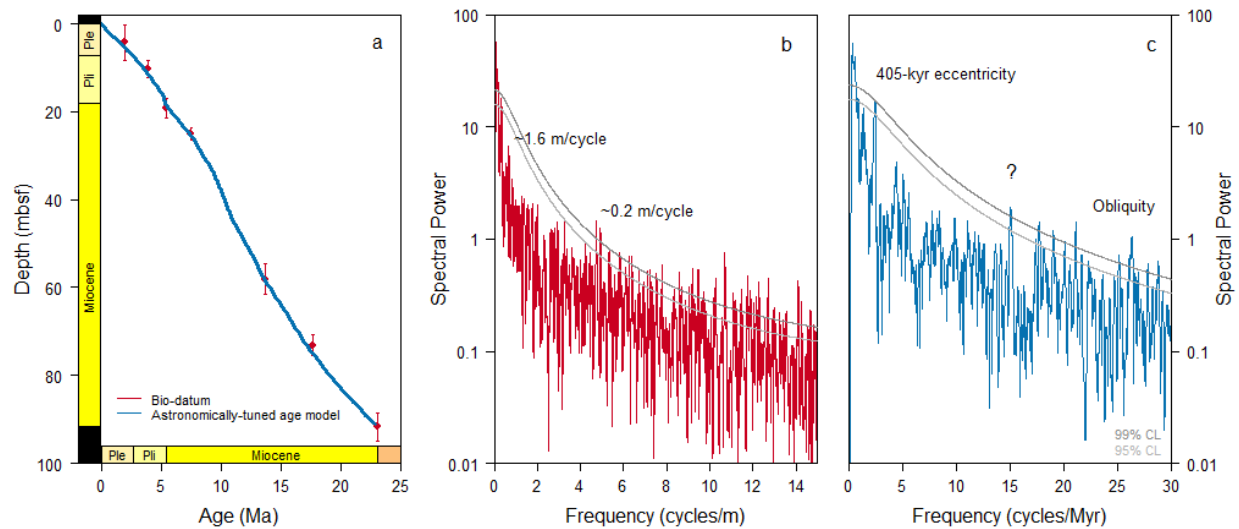 a
b
c
0
20
40
60
80
100
Depth (mbsf)
Ple
Pli
Miocene
Bio-datum
Astronomically-tuned age model
Ple
Pli
Miocene
0
5
10
15
20
25
Age (Ma)
100
10
1
0.1
0.01
Spectral Power
~1.6 m/cycle
~0.2 m/cycle
0
2
4
6
8
10
12
14
Frequency (cycles/m)
405-kyr eccentricity
?
Obliquity
99% CL
95% CL
0
5
10
15
20
25
30
Frequency (cycles/Myr)
100
10
1
0.1
0.01
Spectral Power